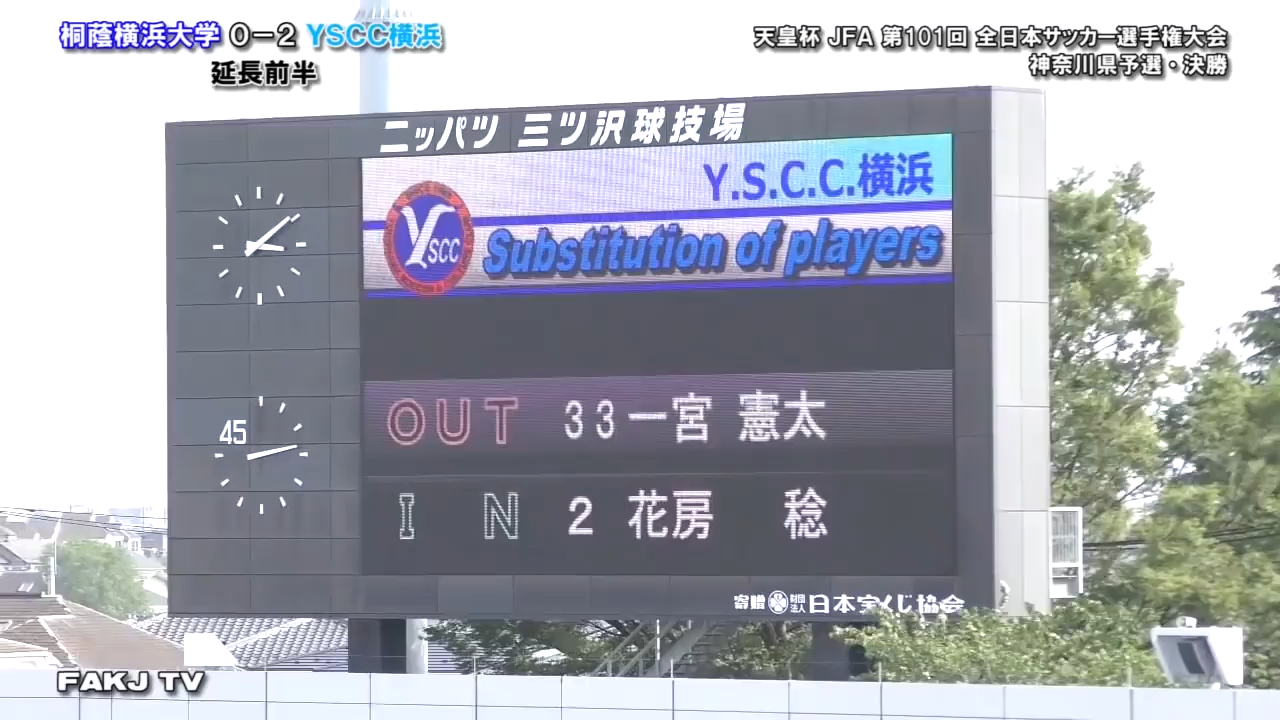 桐蔭横浜大学 0-2 YSCC横浜
延長前半
天皇杯 JFA 第101回 全日本サッカー選手権大会
神奈川県予選・決勝
ニッパツ 三ツ沢球技場
Y.S.C.C.横浜
YSCC
Substitution of players
45
OUT 33 一宮 憲太
IN 2 花房 稔
寄贈 財団法人 日本宝くじ協会
FAKJ TV